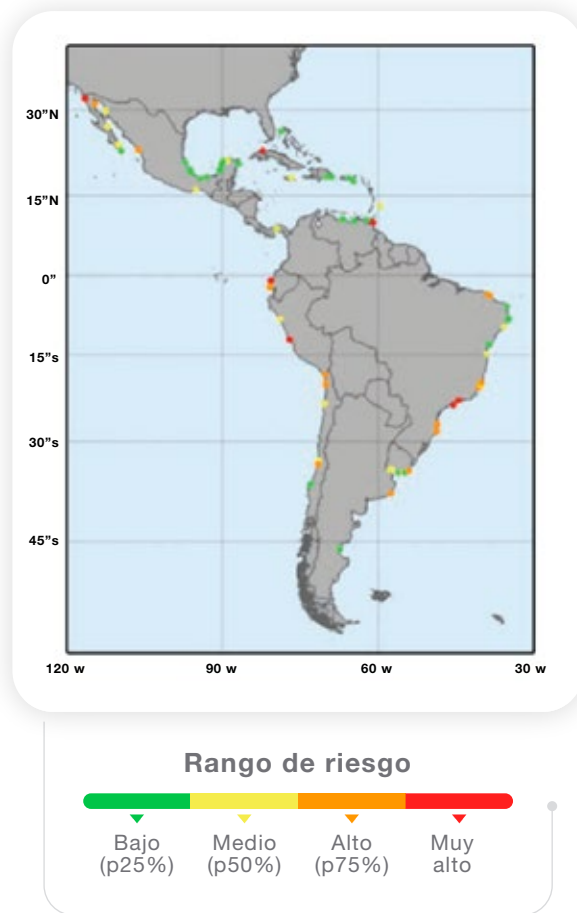 30"N
15"N
0"
15"s
30"s
45"s
120 w 90 w 60 w 30 w
Rango de riesgo
Bajo Medio Alto Muy
(p25%) (p50%) (p75%) alto